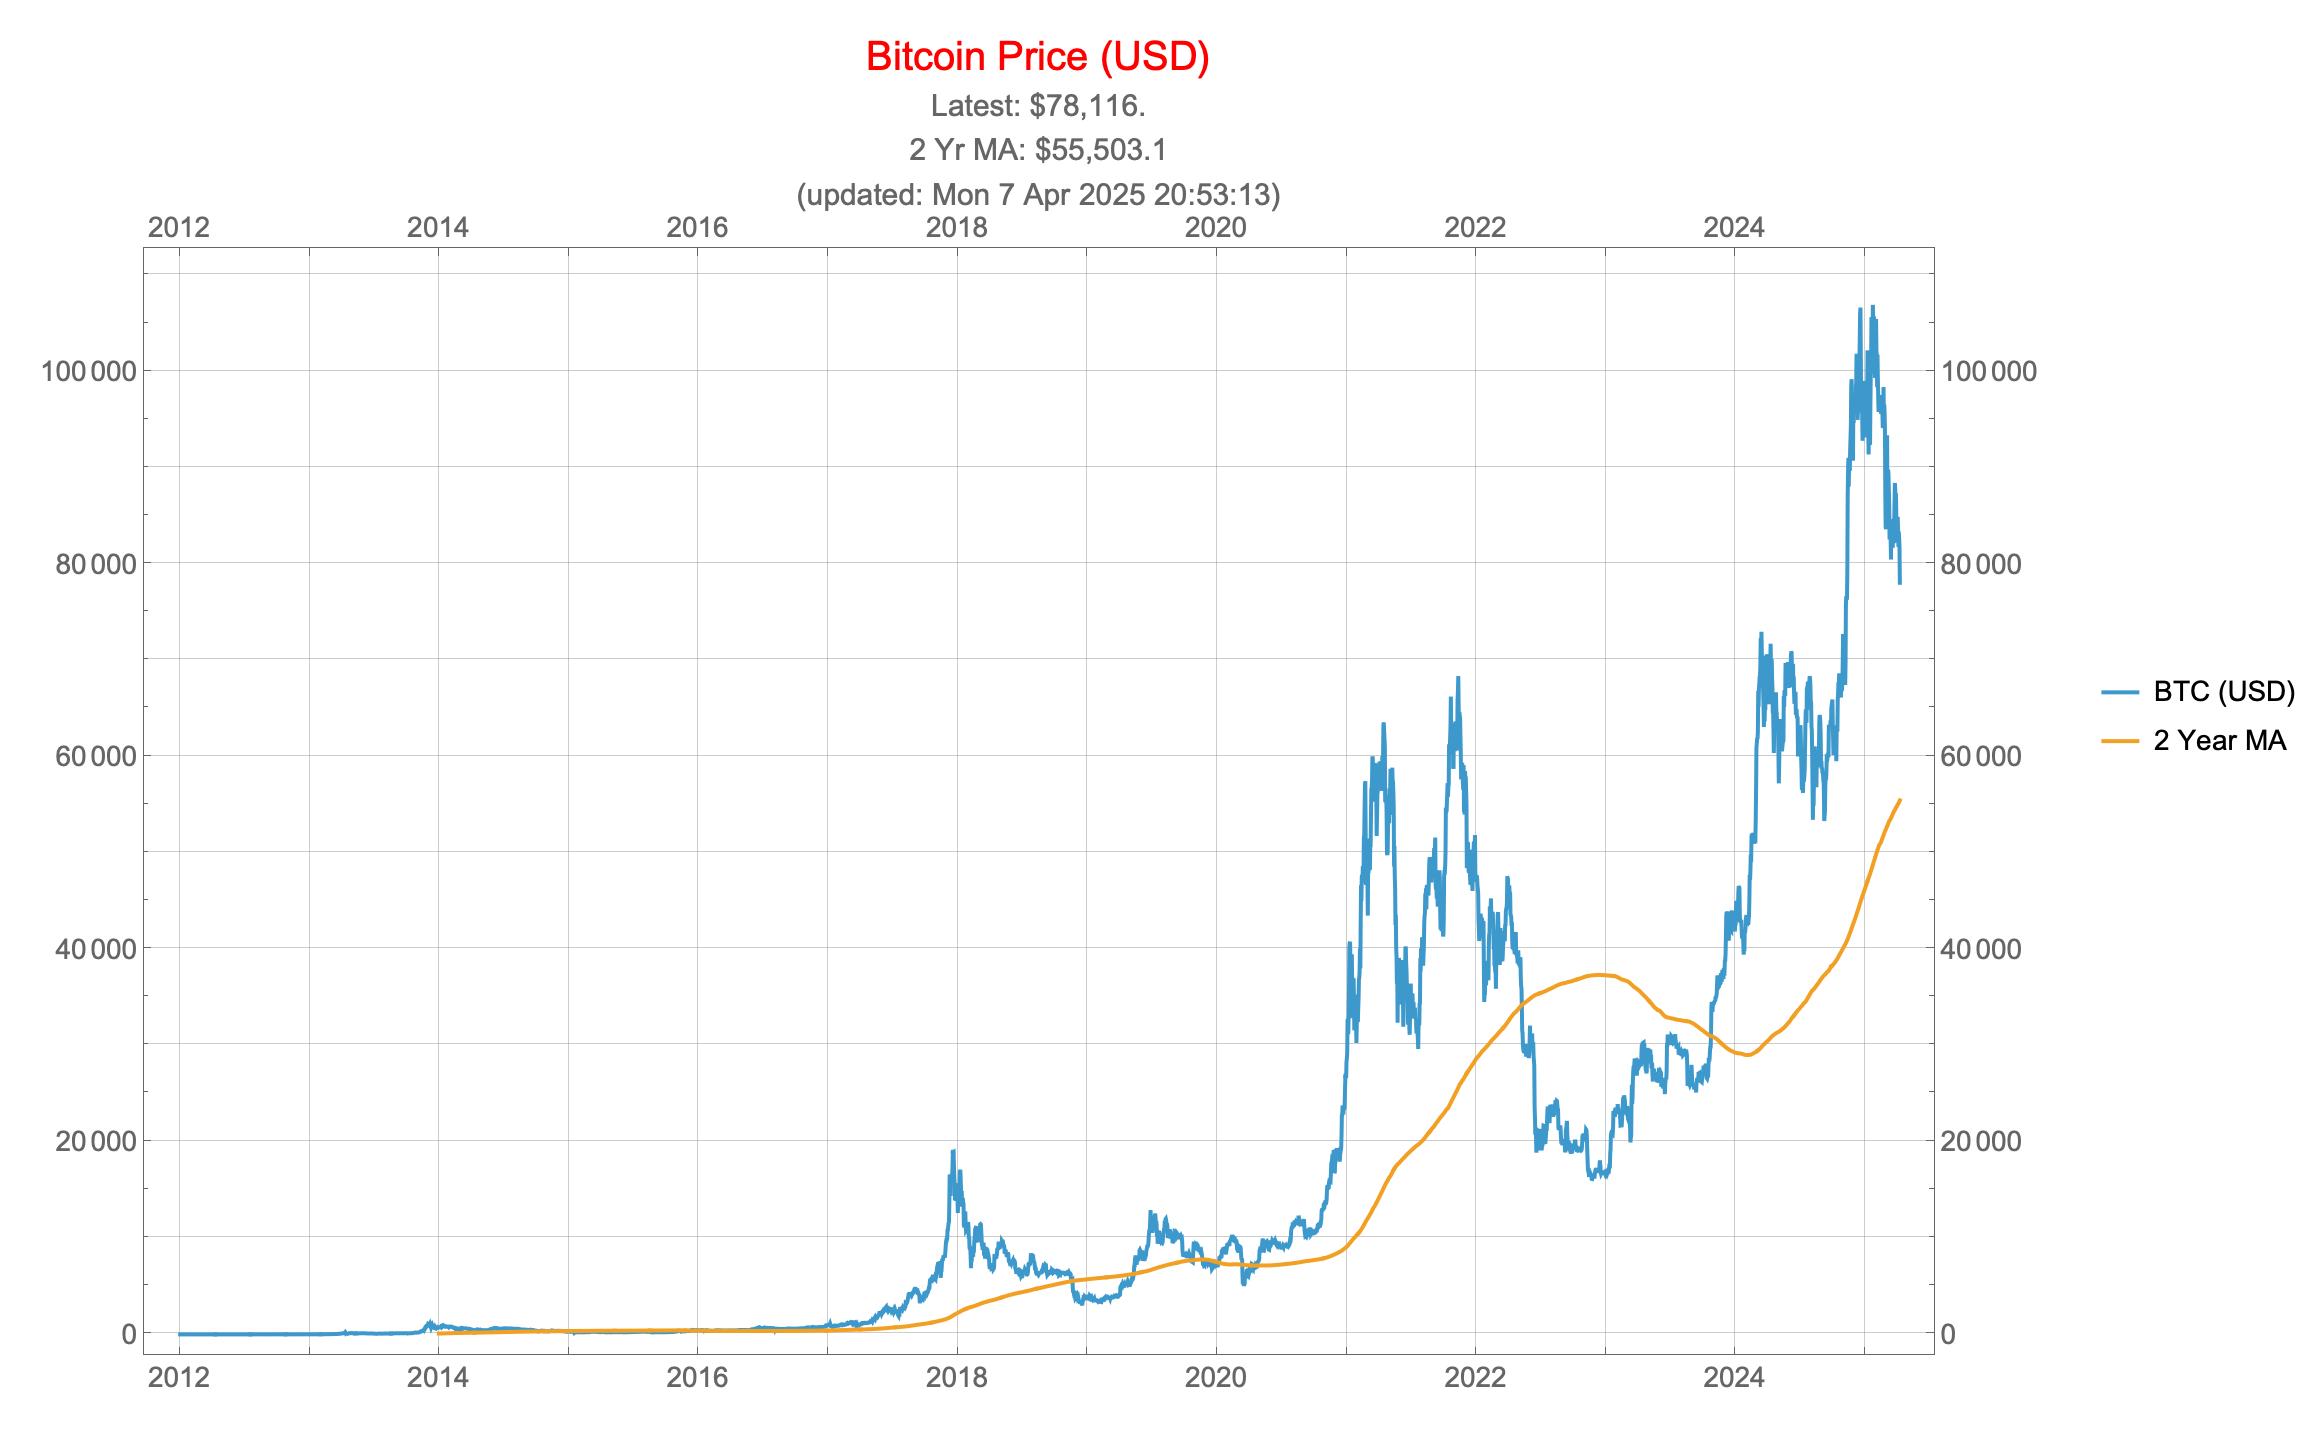 Bitcoin Price (USD)
Latest: $78,116.
2 Yr MA: $55,503.1
(updated: Mon 7 Apr 2025 20:53:13)
2012 2014 2016 2018 2020 2022 2024
100 000 100 000
80 000 80 000
BTC (USD)
2 Year MA
60 000 60 000
40 000 40 000
20 000 20 000
0 0
2012 2014 2016 2018 2020 2022 2024